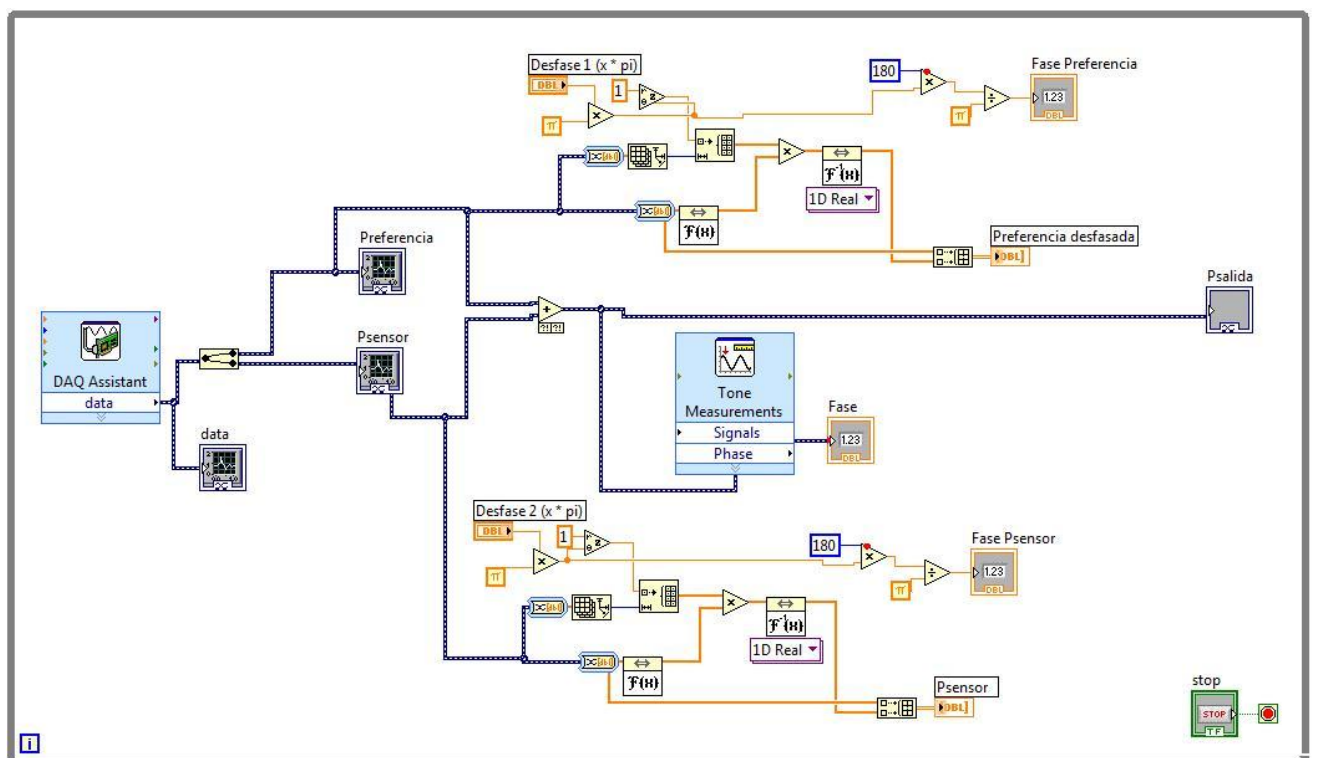 Desfase 1 (x * pi)
DBL
1
r
θ
z
π
×
180
×
π
÷
Fase Preferencia
1.23
DBL
×
F⁻¹{X}
1D Real
F{X}
Preferencia desfasada
DBL]
Preferencia
Psensor
DAQ Assistant
data
data
+
?! ?!
Psalida
Tone
Measurements
Signals
Phase
Fase
1.23
DBL
Desfase 2 (x * pi)
DBL
1
r
θ
z
π
×
180
×
π
÷
Fase Psensor
1.23
DBL
×
F⁻¹{X}
1D Real
F{X}
Psensor
DBL]
stop
STOP
TF
i